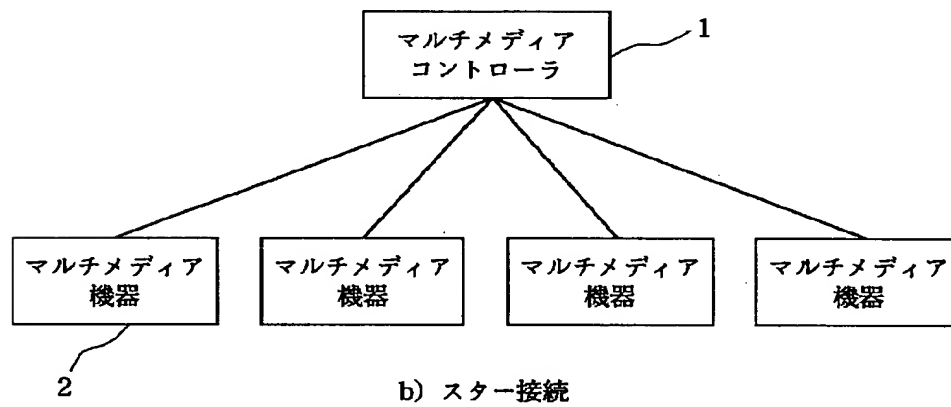 マルチメディア
コントローラ
1
マルチメディア
機器
マルチメディア
機器
マルチメディア
機器
マルチメディア
機器
2
b) スター接続